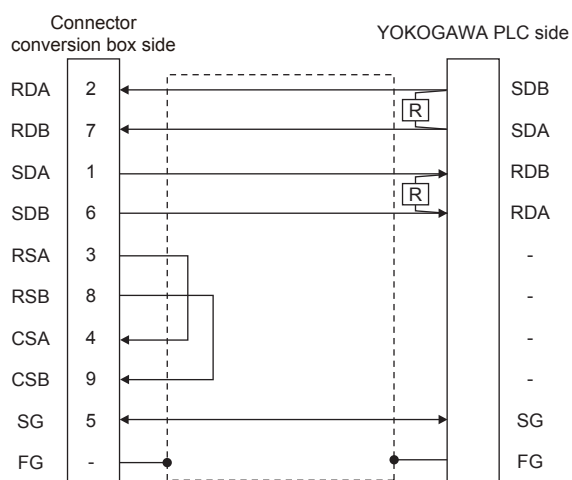 Connector
conversion box side
YOKOGAWA PLC side
RDA 2 SDB
R
RDB 7 SDA
SDA 1 RDB
R
SDB 6 RDA
RSA 3 -
RSB 8 -
CSA 4 -
CSB 9 -
SG 5 SG
FG - FG